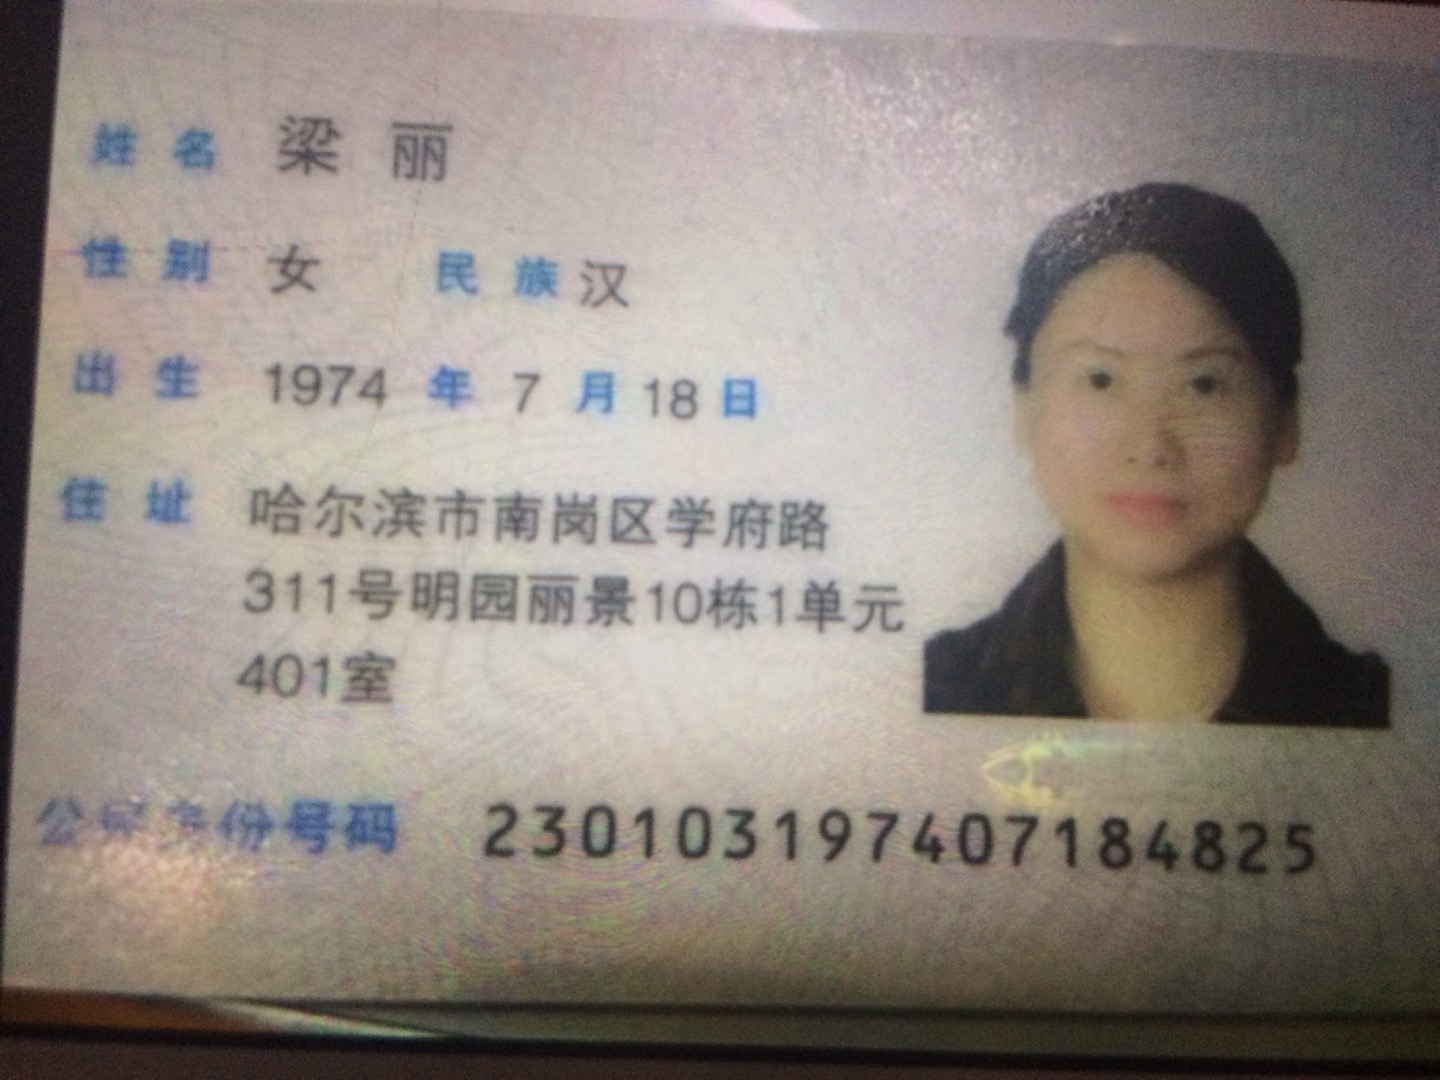 姓名 梁丽
性别 女 民族 汉
出生 1974 年 7 月 18 日
住址 哈尔滨市南岗区学府路
311号明园丽景10栋1单元
401室
公民身份号码 230103197407184825